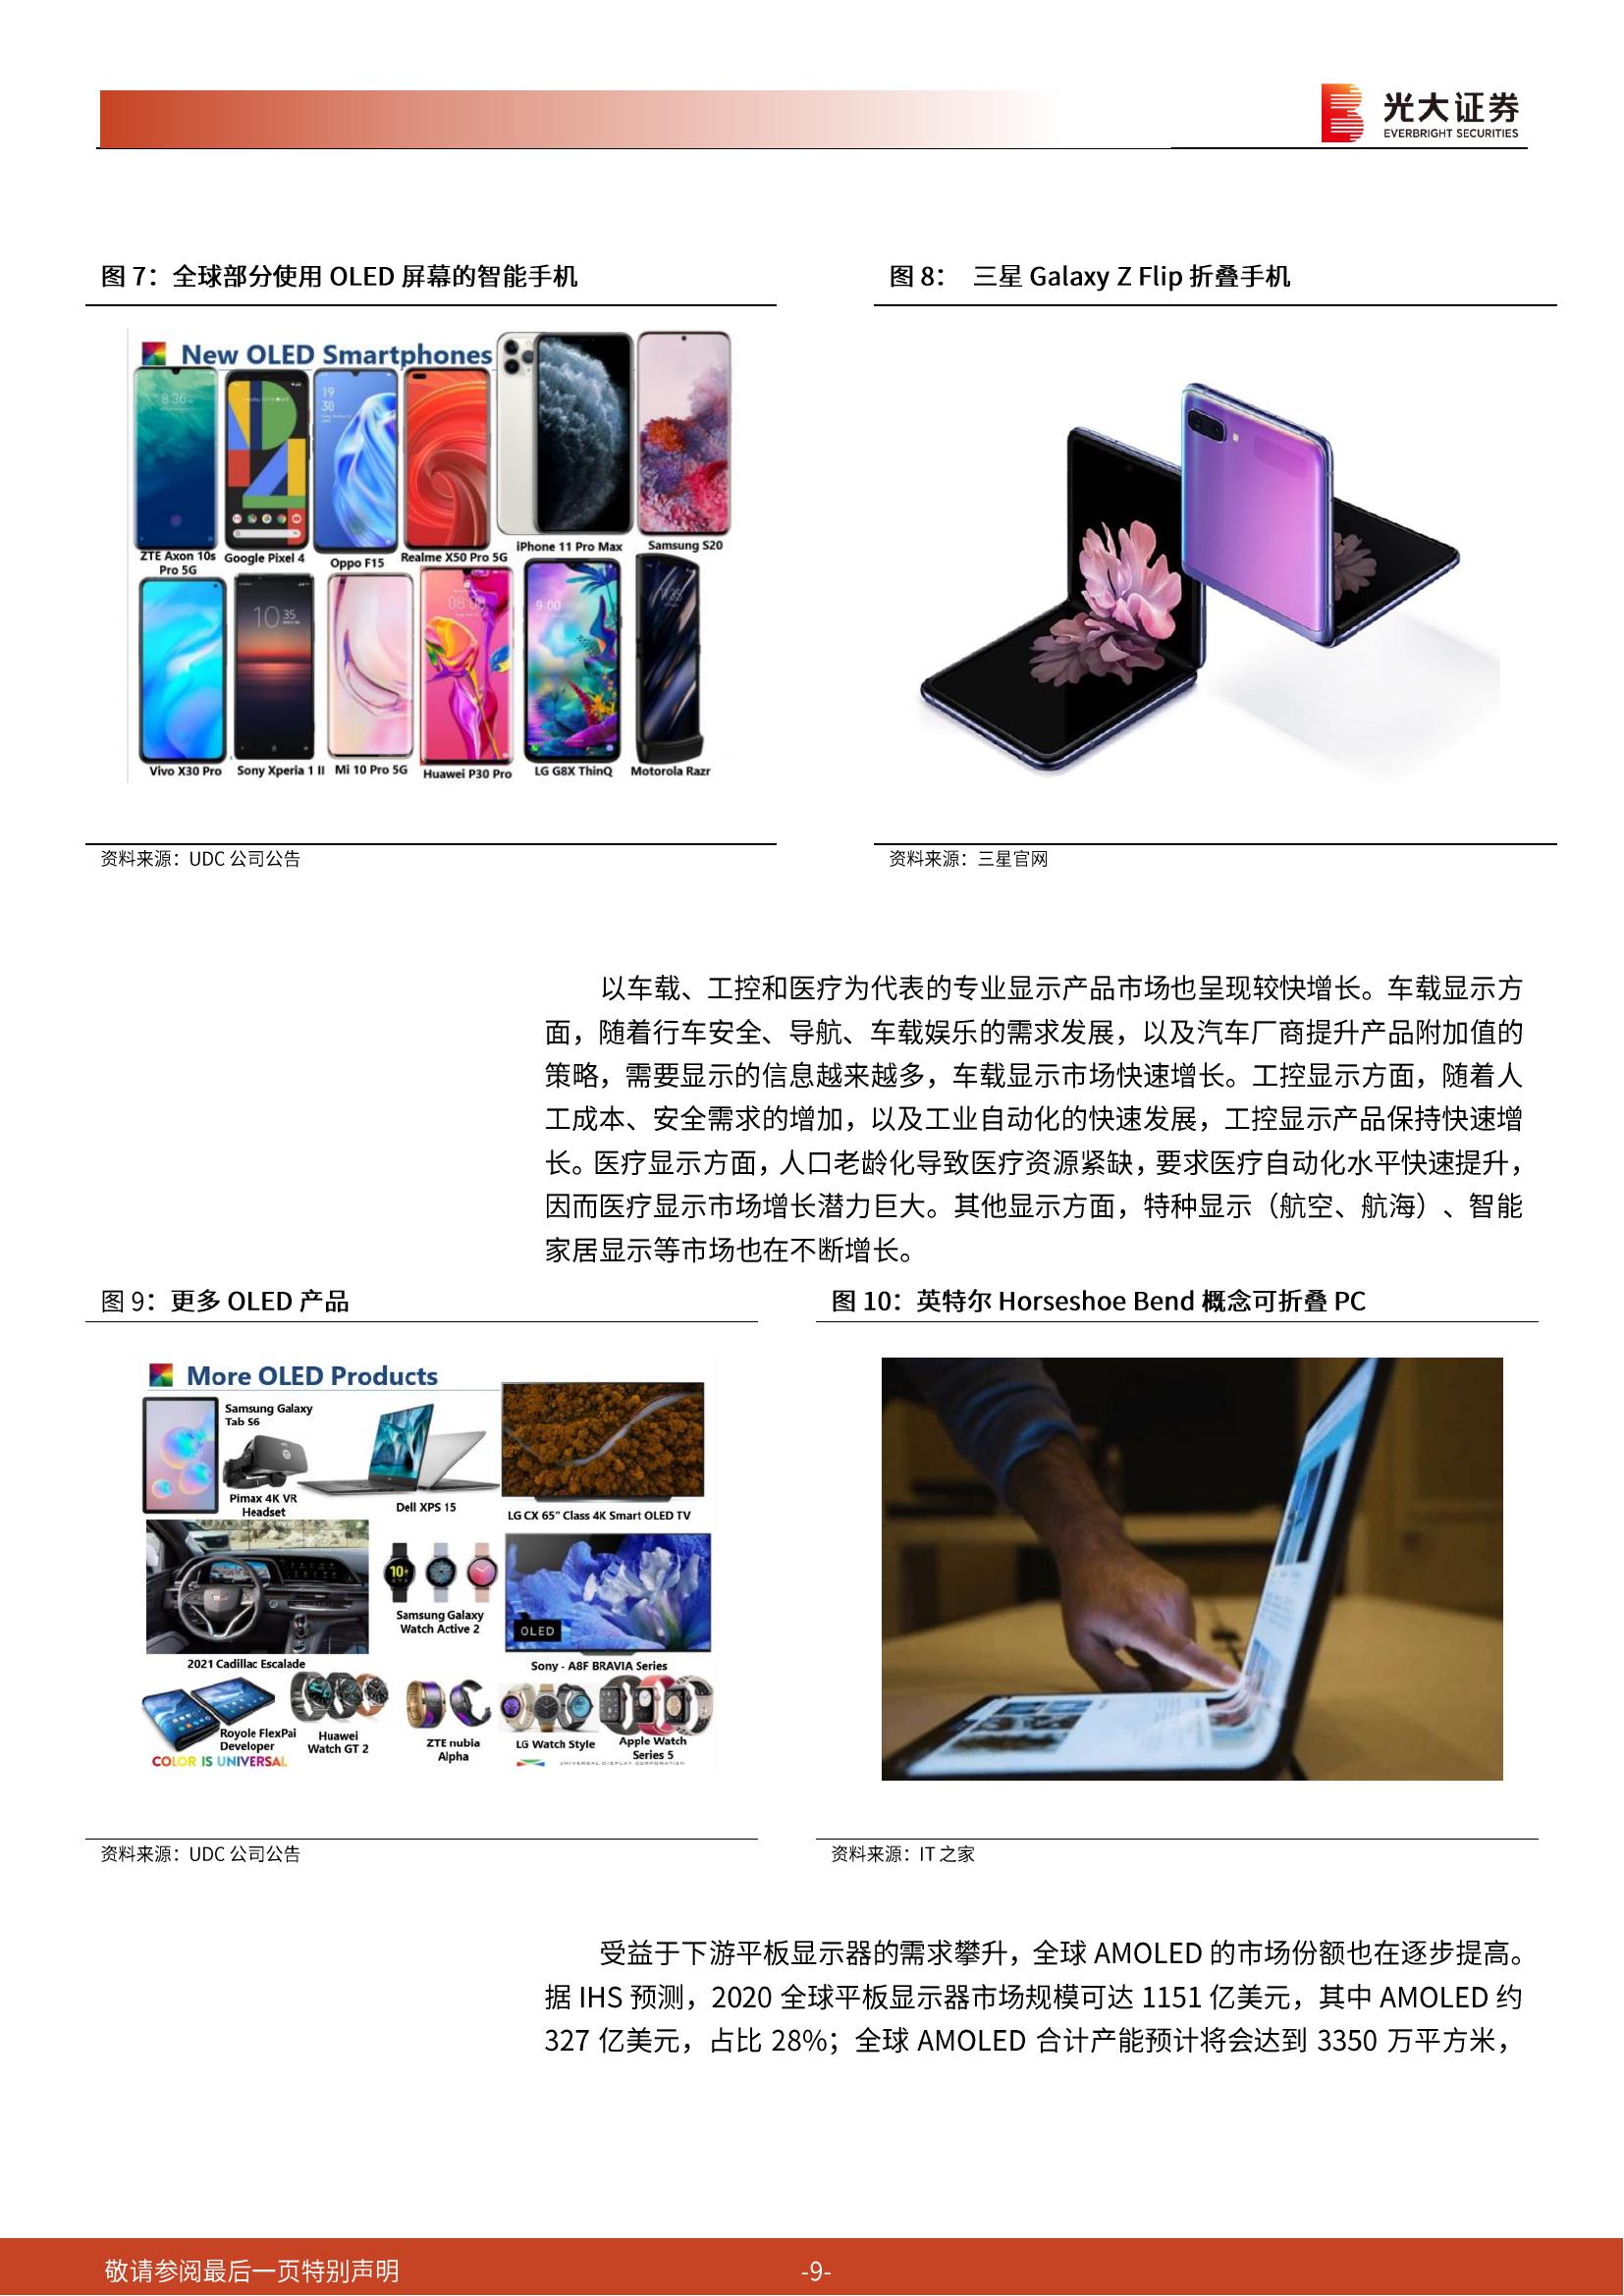 光大证券
EVERBRIGHT SECURITIES
图 7：全球部分使用 OLED 屏幕的智能手机
New OLED Smartphones
8:36
19
30
ZTE Axon 10s
Pro 5G
Google Pixel 4
Oppo F15
Realme X50 Pro 5G
iPhone 11 Pro Max
Samsung S20
10 35
08 08
9 00
Vivo X30 Pro
Sony Xperia 1 II
Mi 10 Pro 5G
Huawei P30 Pro
LG G8X ThinQ
Motorola Razr
资料来源：UDC 公司公告
图 8： 三星 Galaxy Z Flip 折叠手机
资料来源：三星官网
以车载、工控和医疗为代表的专业显示产品市场也呈现较快增长。车载显示方
面，随着行车安全、导航、车载娱乐的需求发展，以及汽车厂商提升产品附加值的
策略，需要显示的信息越来越多，车载显示市场快速增长。工控显示方面，随着人
工成本、安全需求的增加，以及工业自动化的快速发展，工控显示产品保持快速增
长。医疗显示方面，人口老龄化导致医疗资源紧缺，要求医疗自动化水平快速提升，
因而医疗显示市场增长潜力巨大。其他显示方面，特种显示（航空、航海）、智能
家居显示等市场也在不断增长。
图 9：更多 OLED 产品
More OLED Products
Samsung Galaxy
Tab S6
Pimax 4K VR
Headset
Dell XPS 15
LG CX 65" Class 4K Smart OLED TV
2021 Cadillac Escalade
10
Samsung Galaxy
Watch Active 2
OLED
Sony - A8F BRAVIA Series
Royole FlexPai
Developer
Huawei
Watch GT 2
ZTE nubia
Alpha
LG Watch Style
Apple Watch
Series 5
COLOR IS UNIVERSAL
UNIVERSAL DISPLAY CORPORATION
资料来源：UDC 公司公告
图 10：英特尔 Horseshoe Bend 概念可折叠 PC
资料来源：IT 之家
受益于下游平板显示器的需求攀升，全球 AMOLED 的市场份额也在逐步提高。
据 IHS 预测，2020 全球平板显示器市场规模可达 1151 亿美元，其中 AMOLED 约
327 亿美元，占比 28%；全球 AMOLED 合计产能预计将会达到 3350 万平方米，
敬请参阅最后一页特别声明
-9-